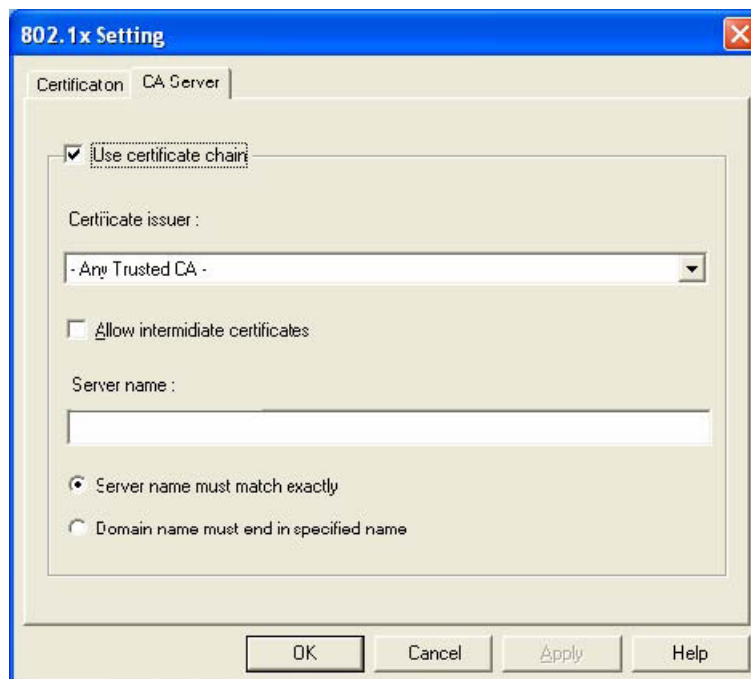 802.1x Setting
Certificaton CA Server
Use certificate chain
Certificate issuer :
- Any Trusted CA -
Allow intermidiate certificates
Server name :
Server name must match exactly
Domain name must end in specified name
OK Cancel Apply Help